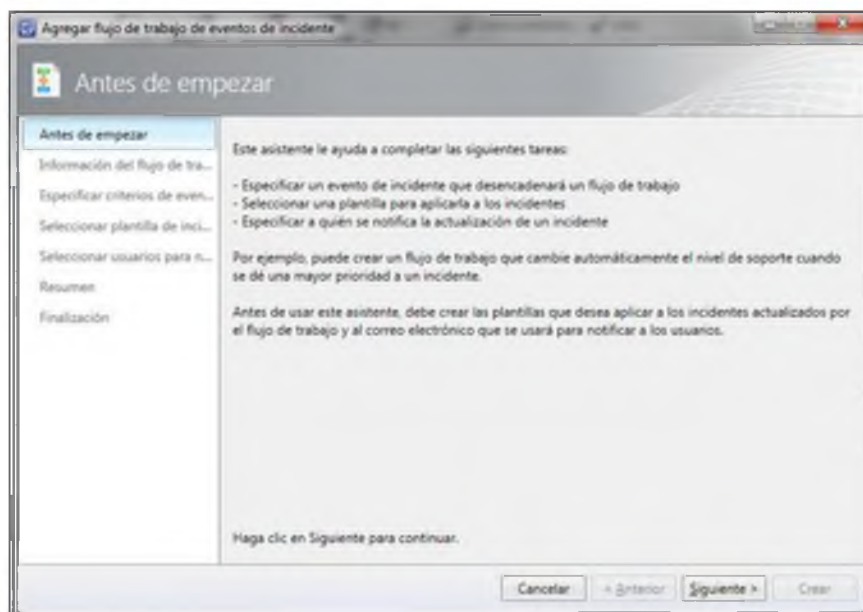 Agregar flujo de trabajo de eventos de incidente
Antes de empezar
Antes de empezar
Información del flujo de tra...
Especificar criterios de even...
Seleccionar plantilla de inci...
Seleccionar usuarios para n...
Resumen
Finalización
Este asistente le ayuda a completar las siguientes tareas:
- Especificar un evento de incidente que desencadenará un flujo de trabajo
- Seleccionar una plantilla para aplicarla a los incidentes
- Especificar a quién se notifica la actualización de un incidente
Por ejemplo, puede crear un flujo de trabajo que cambie automáticamente el nivel de soporte cuando
se dé una mayor prioridad a un incidente.
Antes de usar este asistente, debe crear las plantillas que desea aplicar a los incidentes actualizados por
el flujo de trabajo y al correo electrónico que se usará para notificar a los usuarios.
Haga clic en Siguiente para continuar.
Cancelar
< Anterior
Siguiente >
Crear